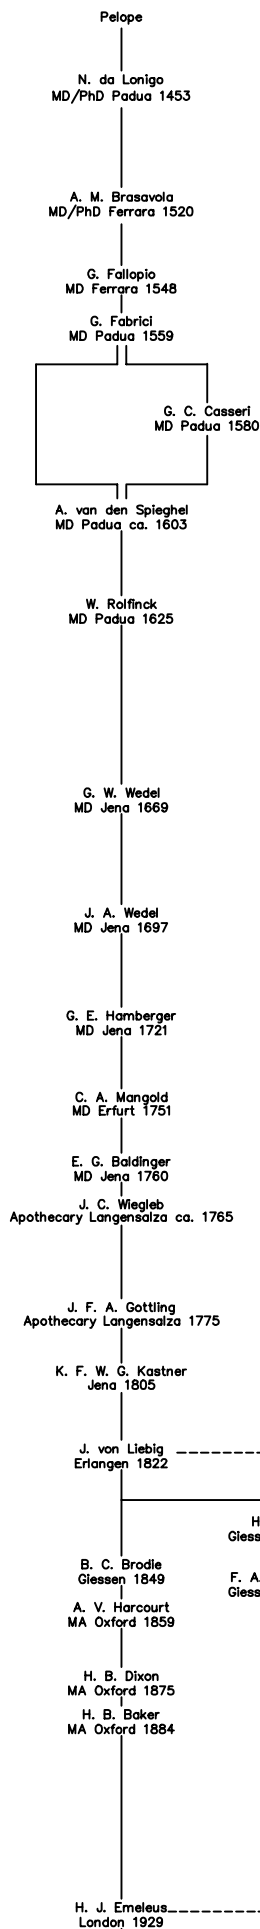 Pelope
N. da Lonigo
MD/PhD Padua 1453
A. M. Brasavola
MD/PhD Ferrara 1520
G. Fallopio
MD Ferrara 1548
G. Fabrici
MD Padua 1559
G. C. Casseri
MD Padua 1580
A. van den Spieghel
MD Padua ca. 1603
W. Rolfinck
MD Padua 1625
G. W. Wedel
MD Jena 1669
J. A. Wedel
MD Jena 1697
G. E. Hamberger
MD Jena 1721
C. A. Mangold
MD Erfurt 1751
E. G. Baldinger
MD Jena 1760
J. C. Wiegleb
Apothecary Langensalza ca. 1765
J. F. A. Gottling
Apothecary Langensalza 1775
K. F. W. G. Kastner
Jena 1805
J. von Liebig
Erlangen 1822
H
Giess
B. C. Brodie
Giessen 1849
F. A.
Giess
A. V. Harcourt
MA Oxford 1859
H. B. Dixon
MA Oxford 1875
H. B. Baker
MA Oxford 1884
H. J. Emeleus
London 1929